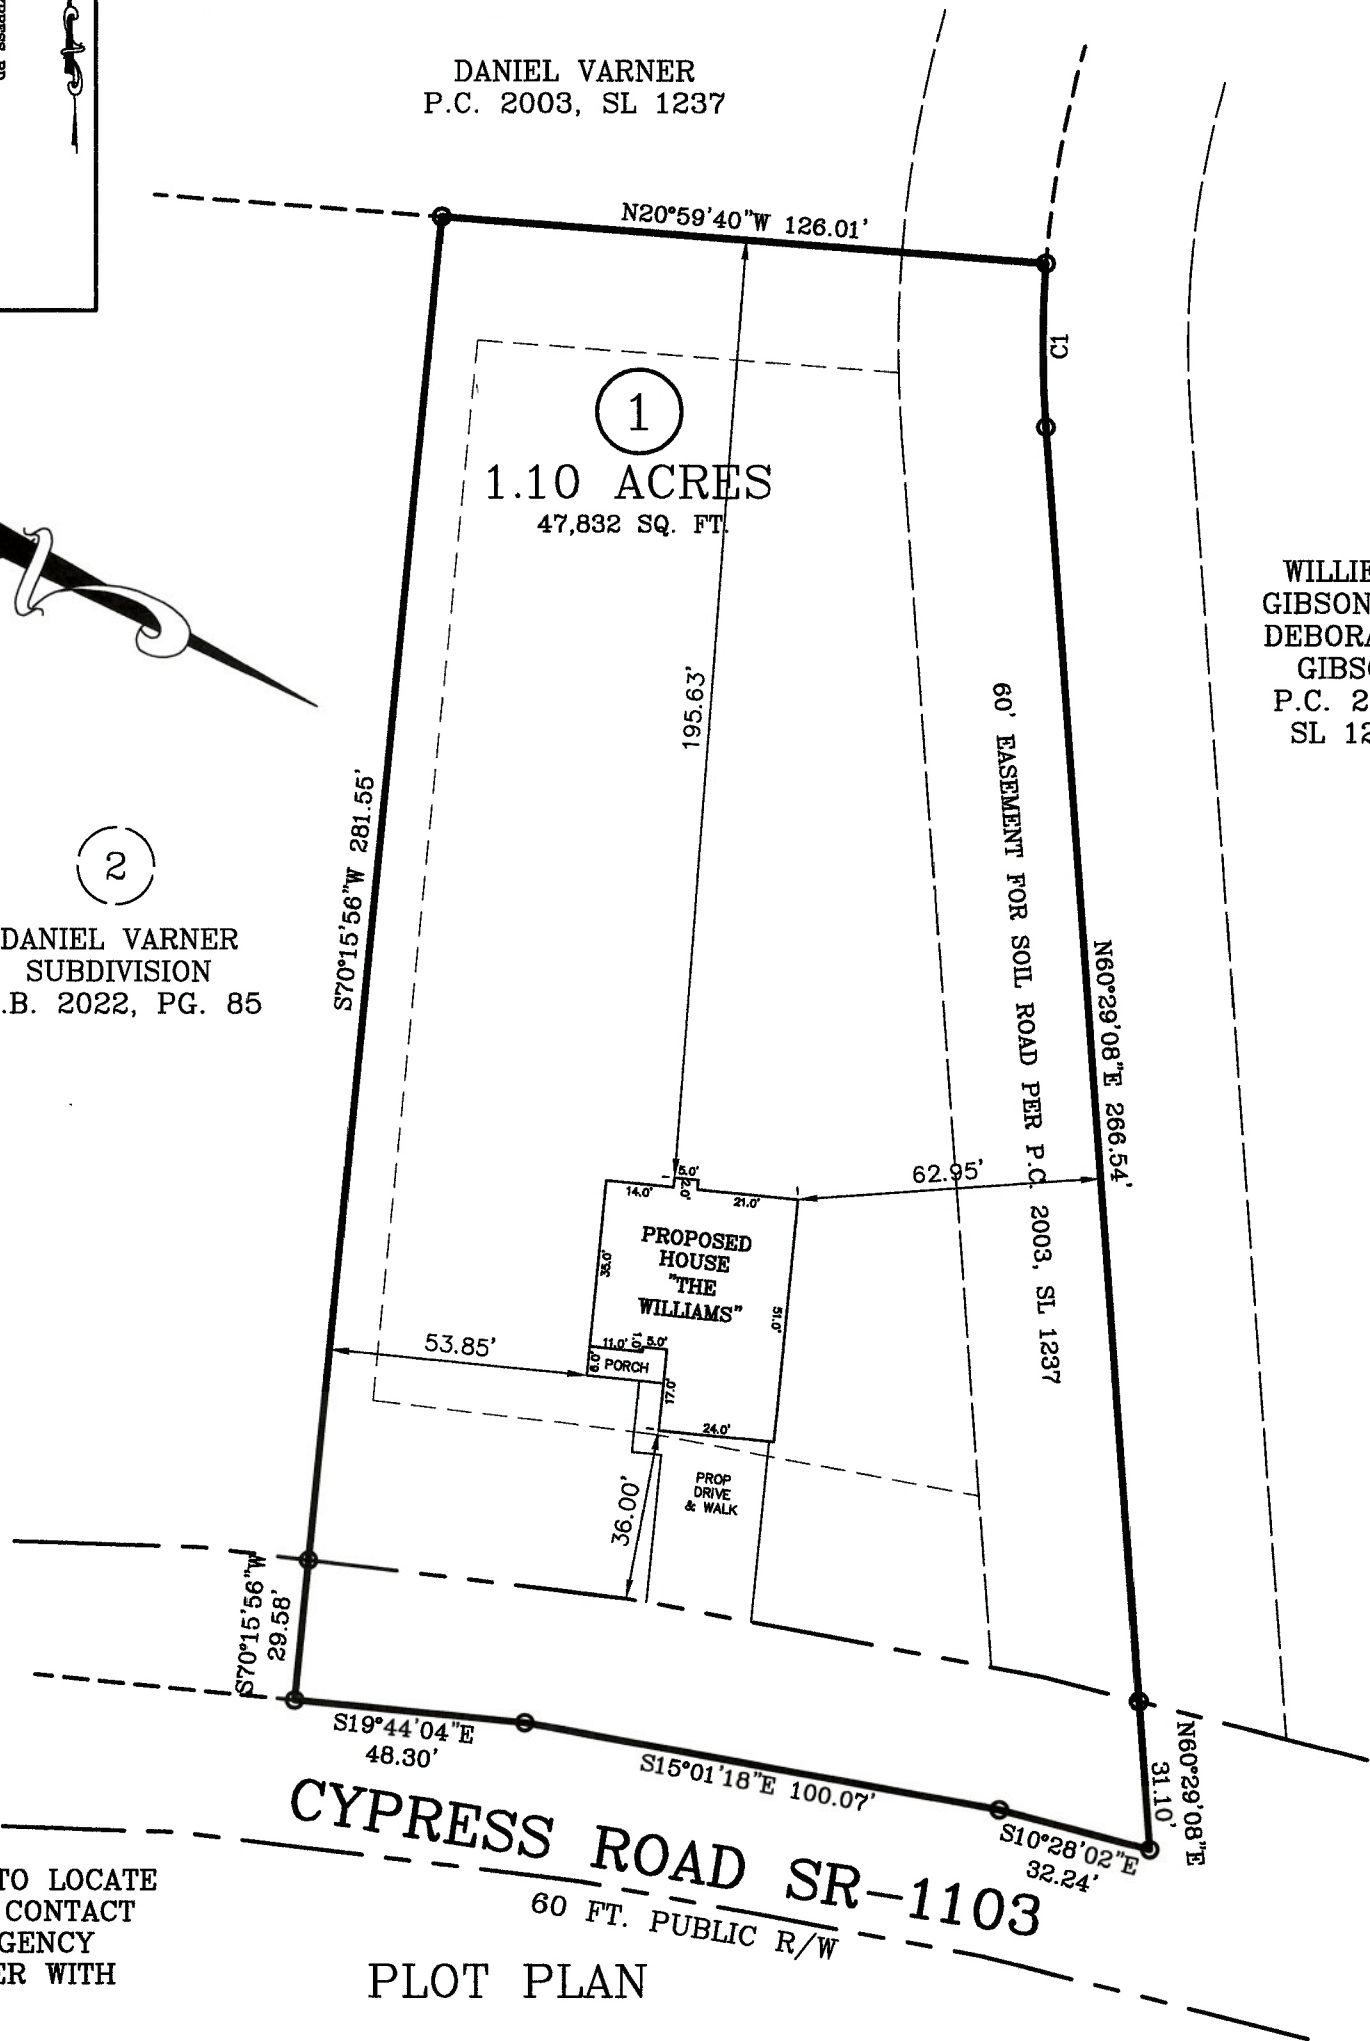 DANIEL VARNER
P.C. 2003, SL 1237
N20°59'40"W 126.01'
C1
1
1.10 ACRES
47,832 SQ. FT.
195.63'
S70°15'56"W 281.55'
60' EASEMENT FOR SOIL ROAD PER P.C. 2003, SL 1237
N60°29'08"E 266.54'
WILLIE
GIBSON
GIBS
P.C. 2
SL 12
2
DANIEL VARNER
SUBDIVISION
.B. 2022, PG. 85
62.95'
5.0'
2.0'
14.0'
21.0'
PROPOSED
HOUSE
"THE
WILLIAMS"
35.0'
51.0'
53.85'
11.0'
1.0'
5.0'
6.0'
PORCH
17.0'
24.0'
36.00'
PROP
DRIVE
& WALK
S70°15'56"W
29.58'
S19°44'04"E
48.30'
S15°01'18"E 100.07'
S10°28'02"E
32.24'
N60°29'08"E
31.10'
CYPRESS ROAD SR-1103
60 FT. PUBLIC R/W
TO LOCATE
CONTACT
GENCY
ER WITH
PLOT PLAN